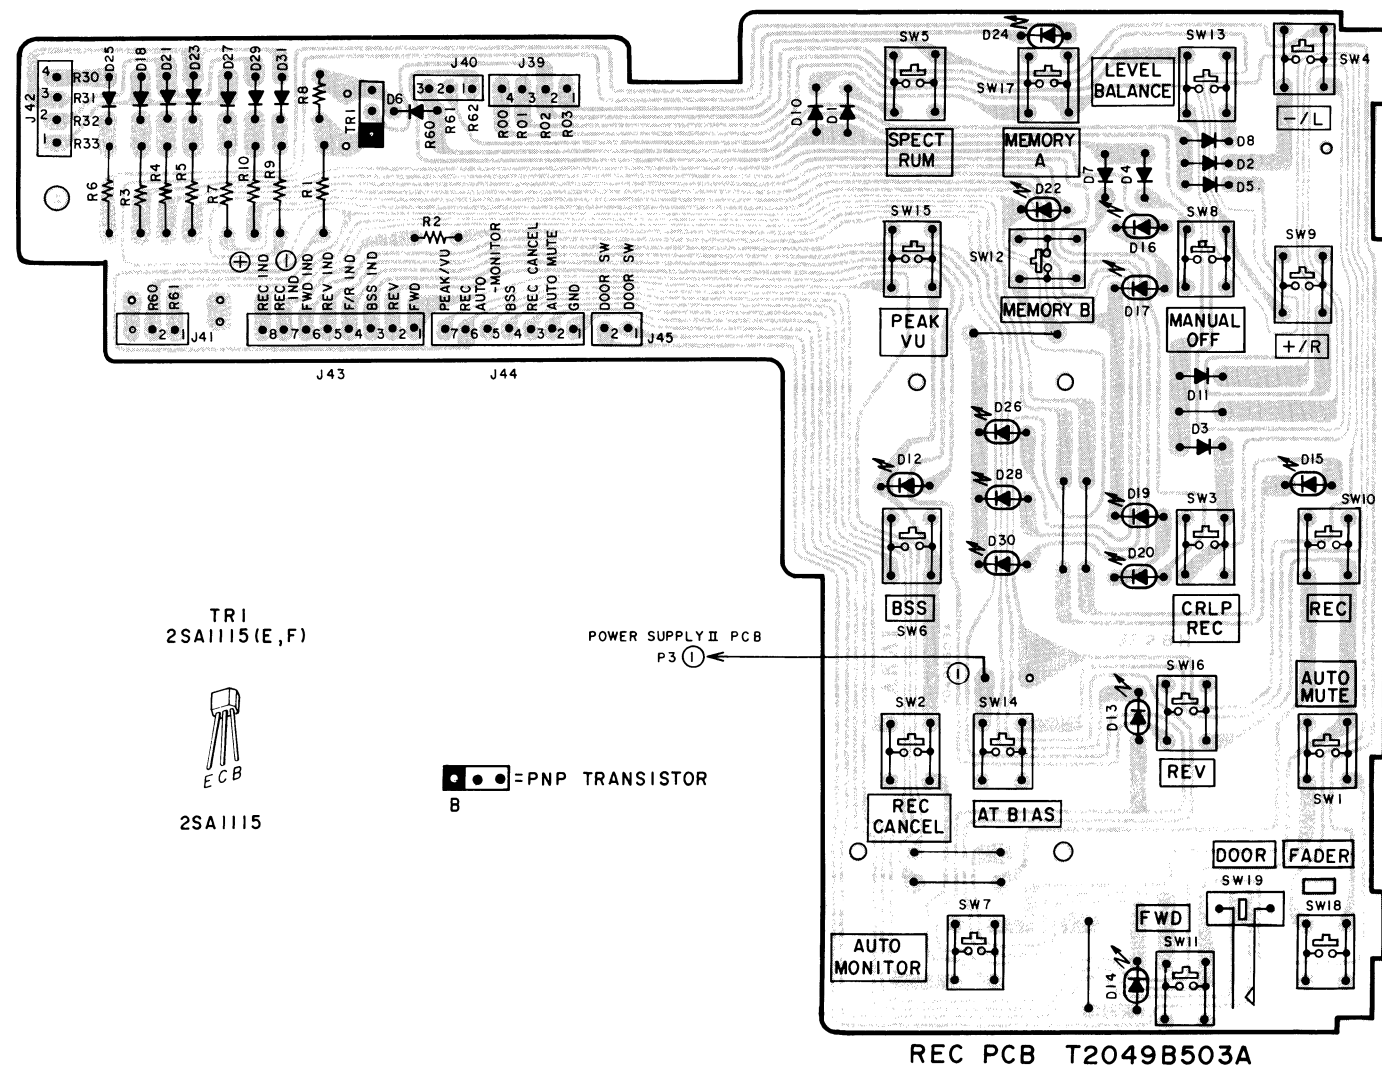 D25
D18
D21
D23
D27
D29
D31
R8
J42
4
3
2
1
R30
R31
R32
R33
TR1
D6
J40
3 2 1
R60
R61
R62
J39
4 3 2 1
R00
R01
R02
R03
R6
R3
R4
R5
R7
R10
R9
R1
R2
+
−
R60
R61
2 1
J41
REC IND
REC IND
FWD IND
REV IND
F/R IND
BSS IND
REV
FWD
8 7 6 5 4 3 2 1
J43
PEAK/VU
REC
AUTO-MONITOR
BSS
REC CANCEL
AUTO MUTE
GND
7 6 5 4 3 2 1
J44
DOOR SW
DOOR SW
2 1
J45
D10
D1
SW5
SPECT
RUM
D24
SW17
MEMORY
A
LEVEL
BALANCE
SW13
SW4
−/L
D8
D2
D5
D7
D4
D22
SW15
PEAK
VU
SW12
MEMORY B
D16
D17
SW8
MANUAL
OFF
SW9
+/R
D11
D3
D26
D12
D28
D30
D19
D20
SW3
CRLP
REC
D15
SW10
REC
BSS
SW6
TR1
2SA1115(E,F)
E C B
2SA1115
POWER SUPPLY II PCB
P3 1
1
B
=PNP TRANSISTOR
SW2
REC
CANCEL
SW14
AT BIAS
D13
SW16
REV
AUTO
MUTE
SW1
DOOR
FADER
SW19
SW18
SW7
AUTO
MONITOR
FWD
SW11
D14
REC PCB T2049B503A